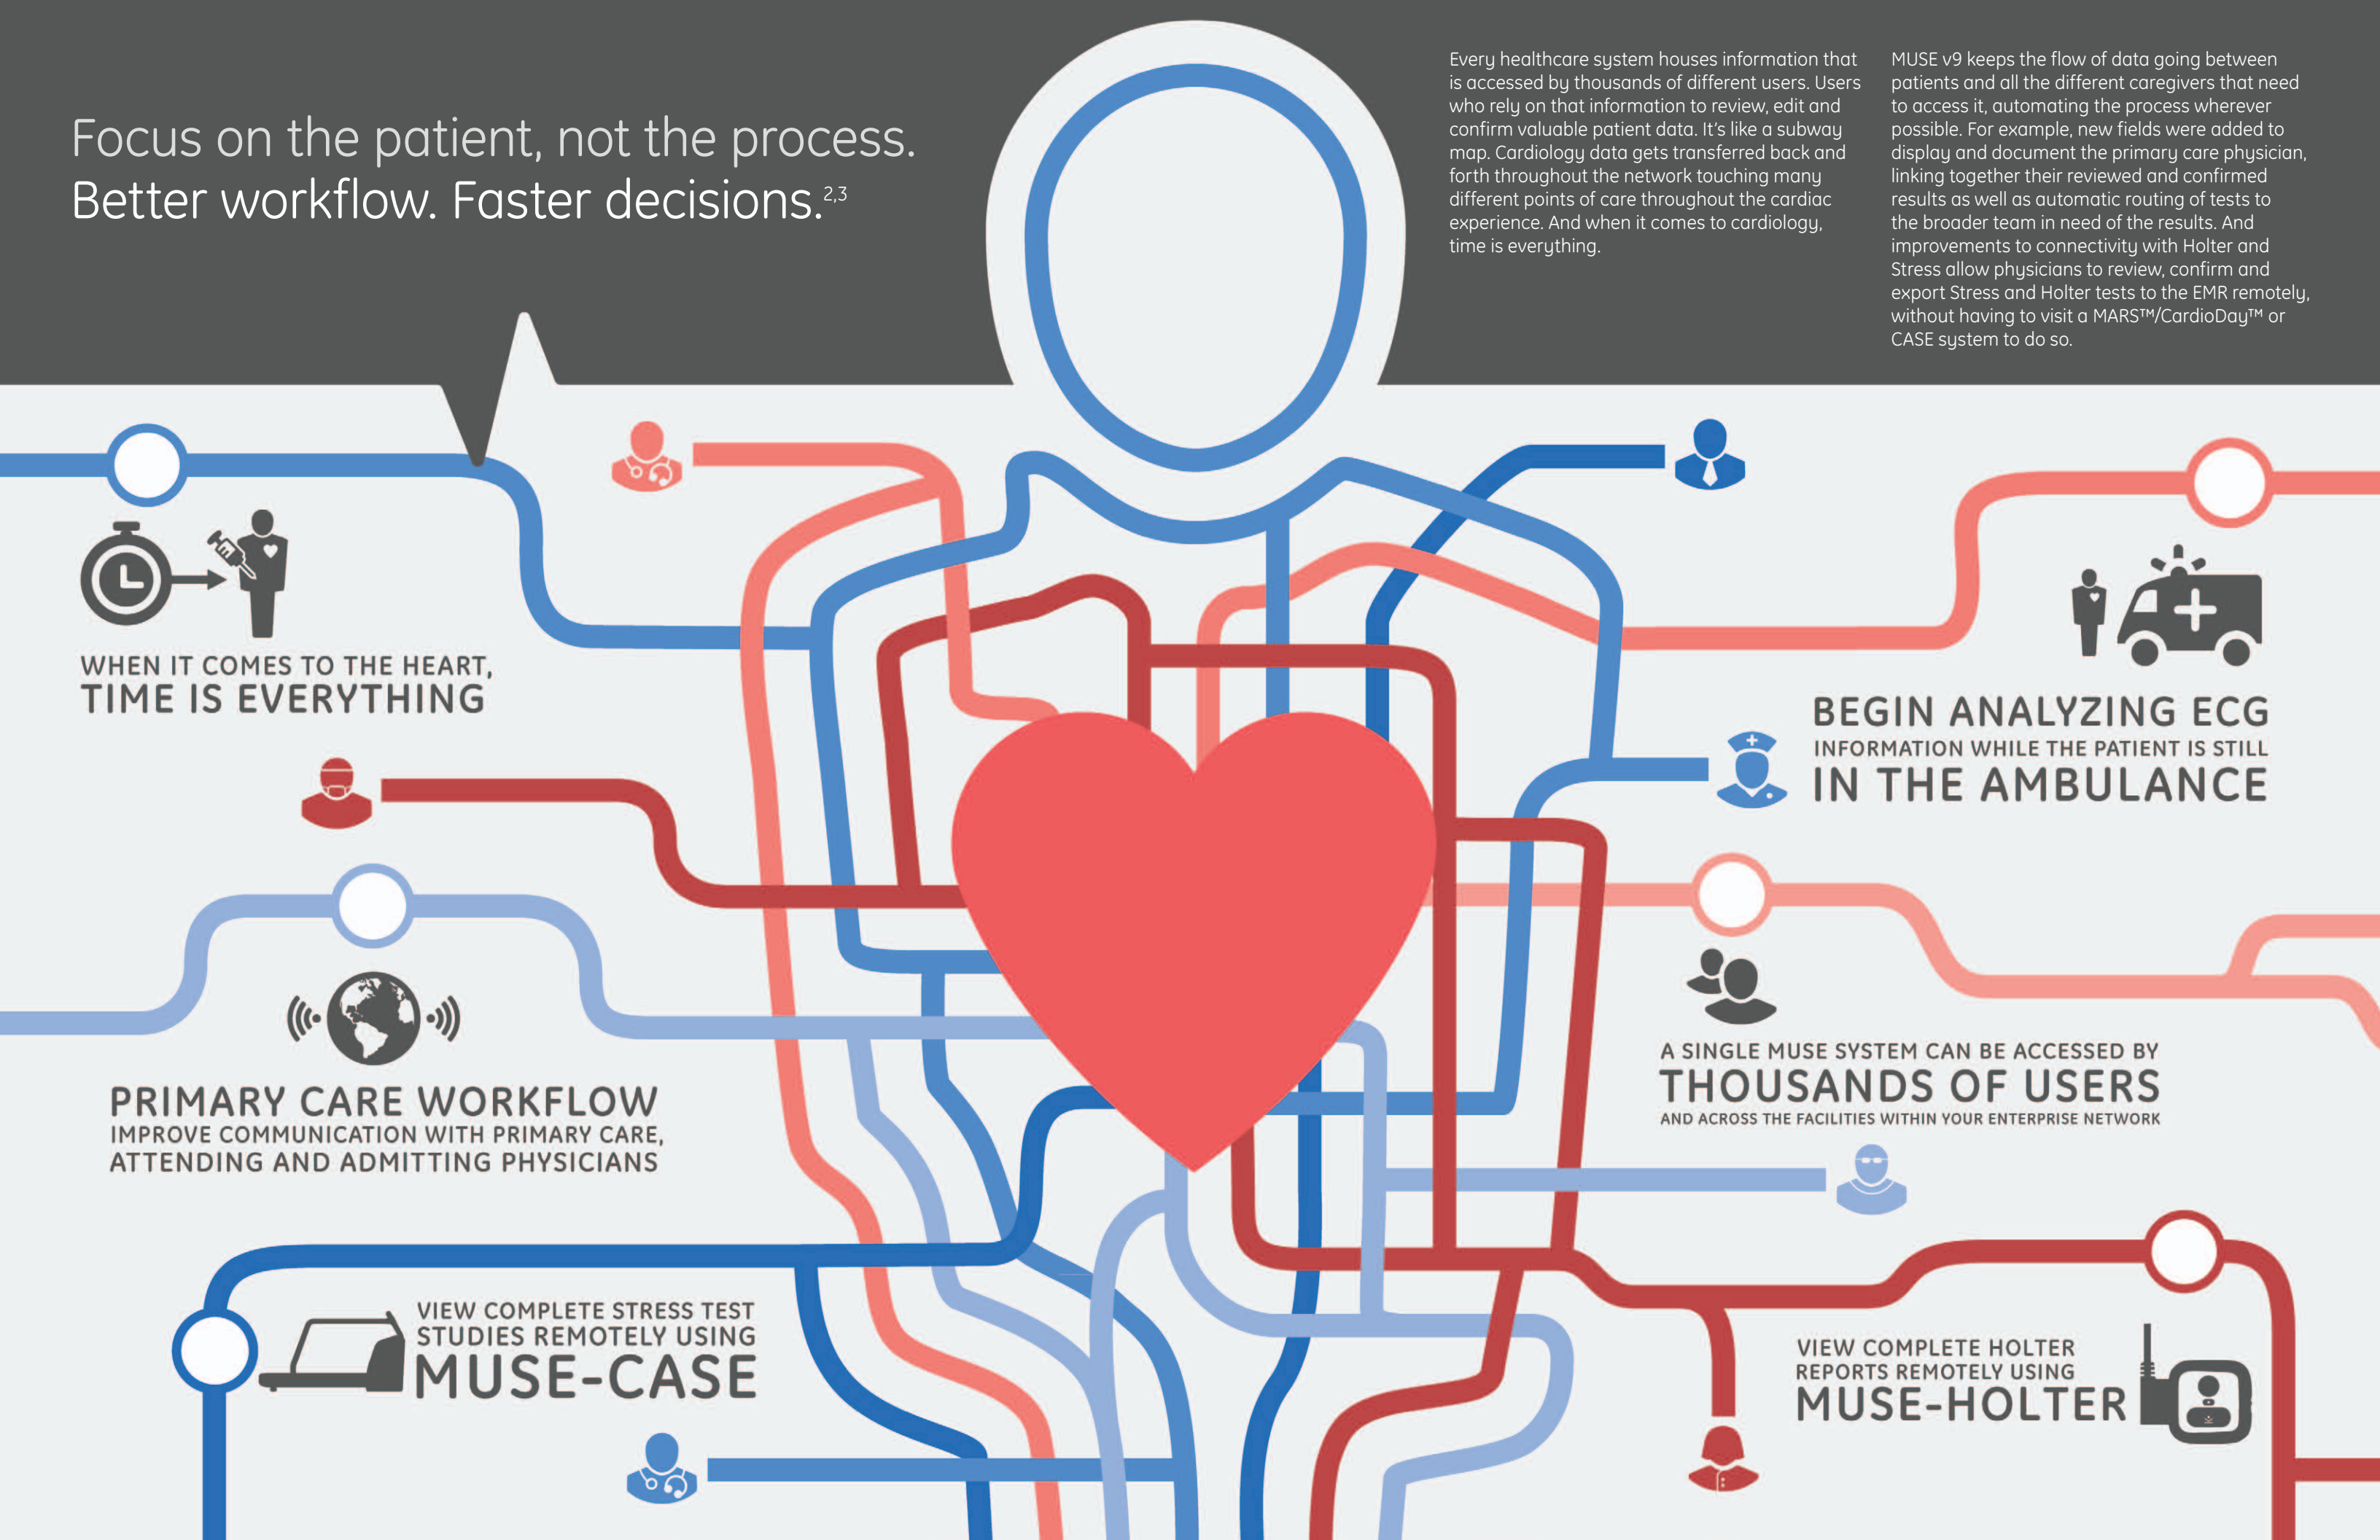 Focus on the patient, not the process.
Better workflow. Faster decisions.2,3
Every healthcare system houses information that
is accessed by thousands of different users. Users
who rely on that information to review, edit and
confirm valuable patient data. It's like a subway
map. Cardiology data gets transferred back and
forth throughout the network touching many
different points of care throughout the cardiac
experience. And when it comes to cardiology,
time is everything.
MUSE v9 keeps the flow of data going between
patients and all the different caregivers that need
to access it, automating the process wherever
possible. For example, new fields were added to
display and document the primary care physician,
linking together their reviewed and confirmed
results as well as automatic routing of tests to
the broader team in need of the results. And
improvements to connectivity with Holter and
Stress allow physicians to review, confirm and
export Stress and Holter tests to the EMR remotely,
without having to visit a MARS™/CardioDay™ or
CASE system to do so.
WHEN IT COMES TO THE HEART,
TIME IS EVERYTHING
BEGIN ANALYZING ECG
INFORMATION WHILE THE PATIENT IS STILL
IN THE AMBULANCE
PRIMARY CARE WORKFLOW
IMPROVE COMMUNICATION WITH PRIMARY CARE,
ATTENDING AND ADMITTING PHYSICIANS
A SINGLE MUSE SYSTEM CAN BE ACCESSED BY
THOUSANDS OF USERS
AND ACROSS THE FACILITIES WITHIN YOUR ENTERPRISE NETWORK
VIEW COMPLETE STRESS TEST
STUDIES REMOTELY USING
MUSE-CASE
VIEW COMPLETE HOLTER
REPORTS REMOTELY USING
MUSE-HOLTER